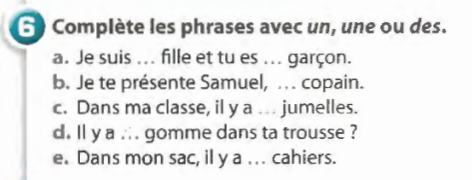 6 Complète les phrases avec un, une ou des.
a. Je suis ... fille et tu es ... garçon.
b. Je te présente Samuel, ... copain.
c. Dans ma classe, il y a ... jumelles.
d. Il y a ... gomme dans ta trousse ?
e. Dans mon sac, il y a ... cahiers.